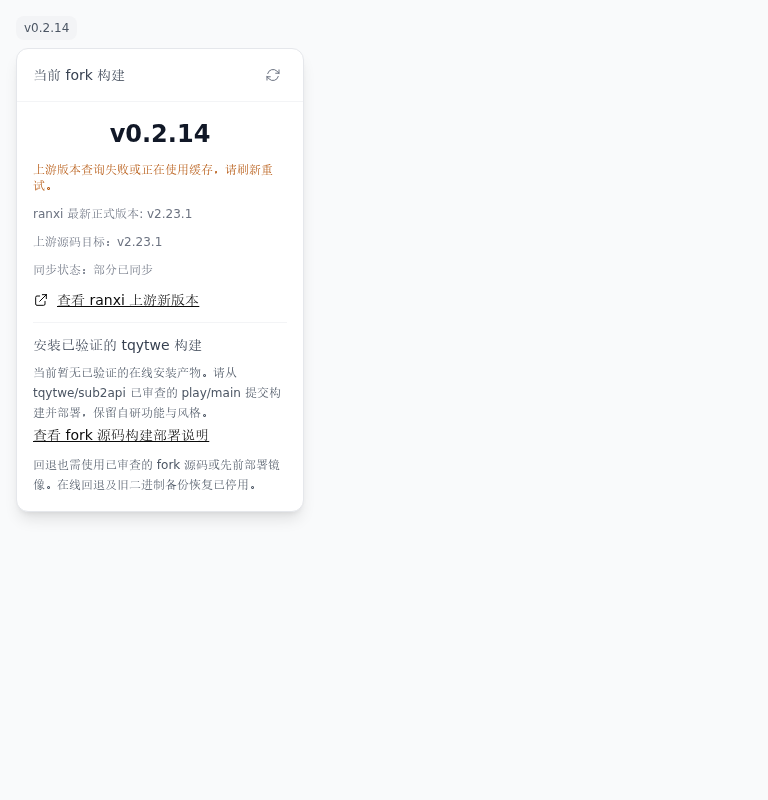 v0.2.14
当前 fork 构建
v0.2.14
上游版本查询失败或正在使用缓存，请刷新重
试。
ranxi 最新正式版本: v2.23.1
上游源码目标：v2.23.1
同步状态：部分已同步
查看 ranxi 上游新版本
安装已验证的 tqytwe 构建
当前暂无已验证的在线安装产物。请从
tqytwe/sub2api 已审查的 play/main 提交构
建并部署，保留自研功能与风格。
查看 fork 源码构建部署说明
回退也需使用已审查的 fork 源码或先前部署镜
像。在线回退及旧二进制备份恢复已停用。